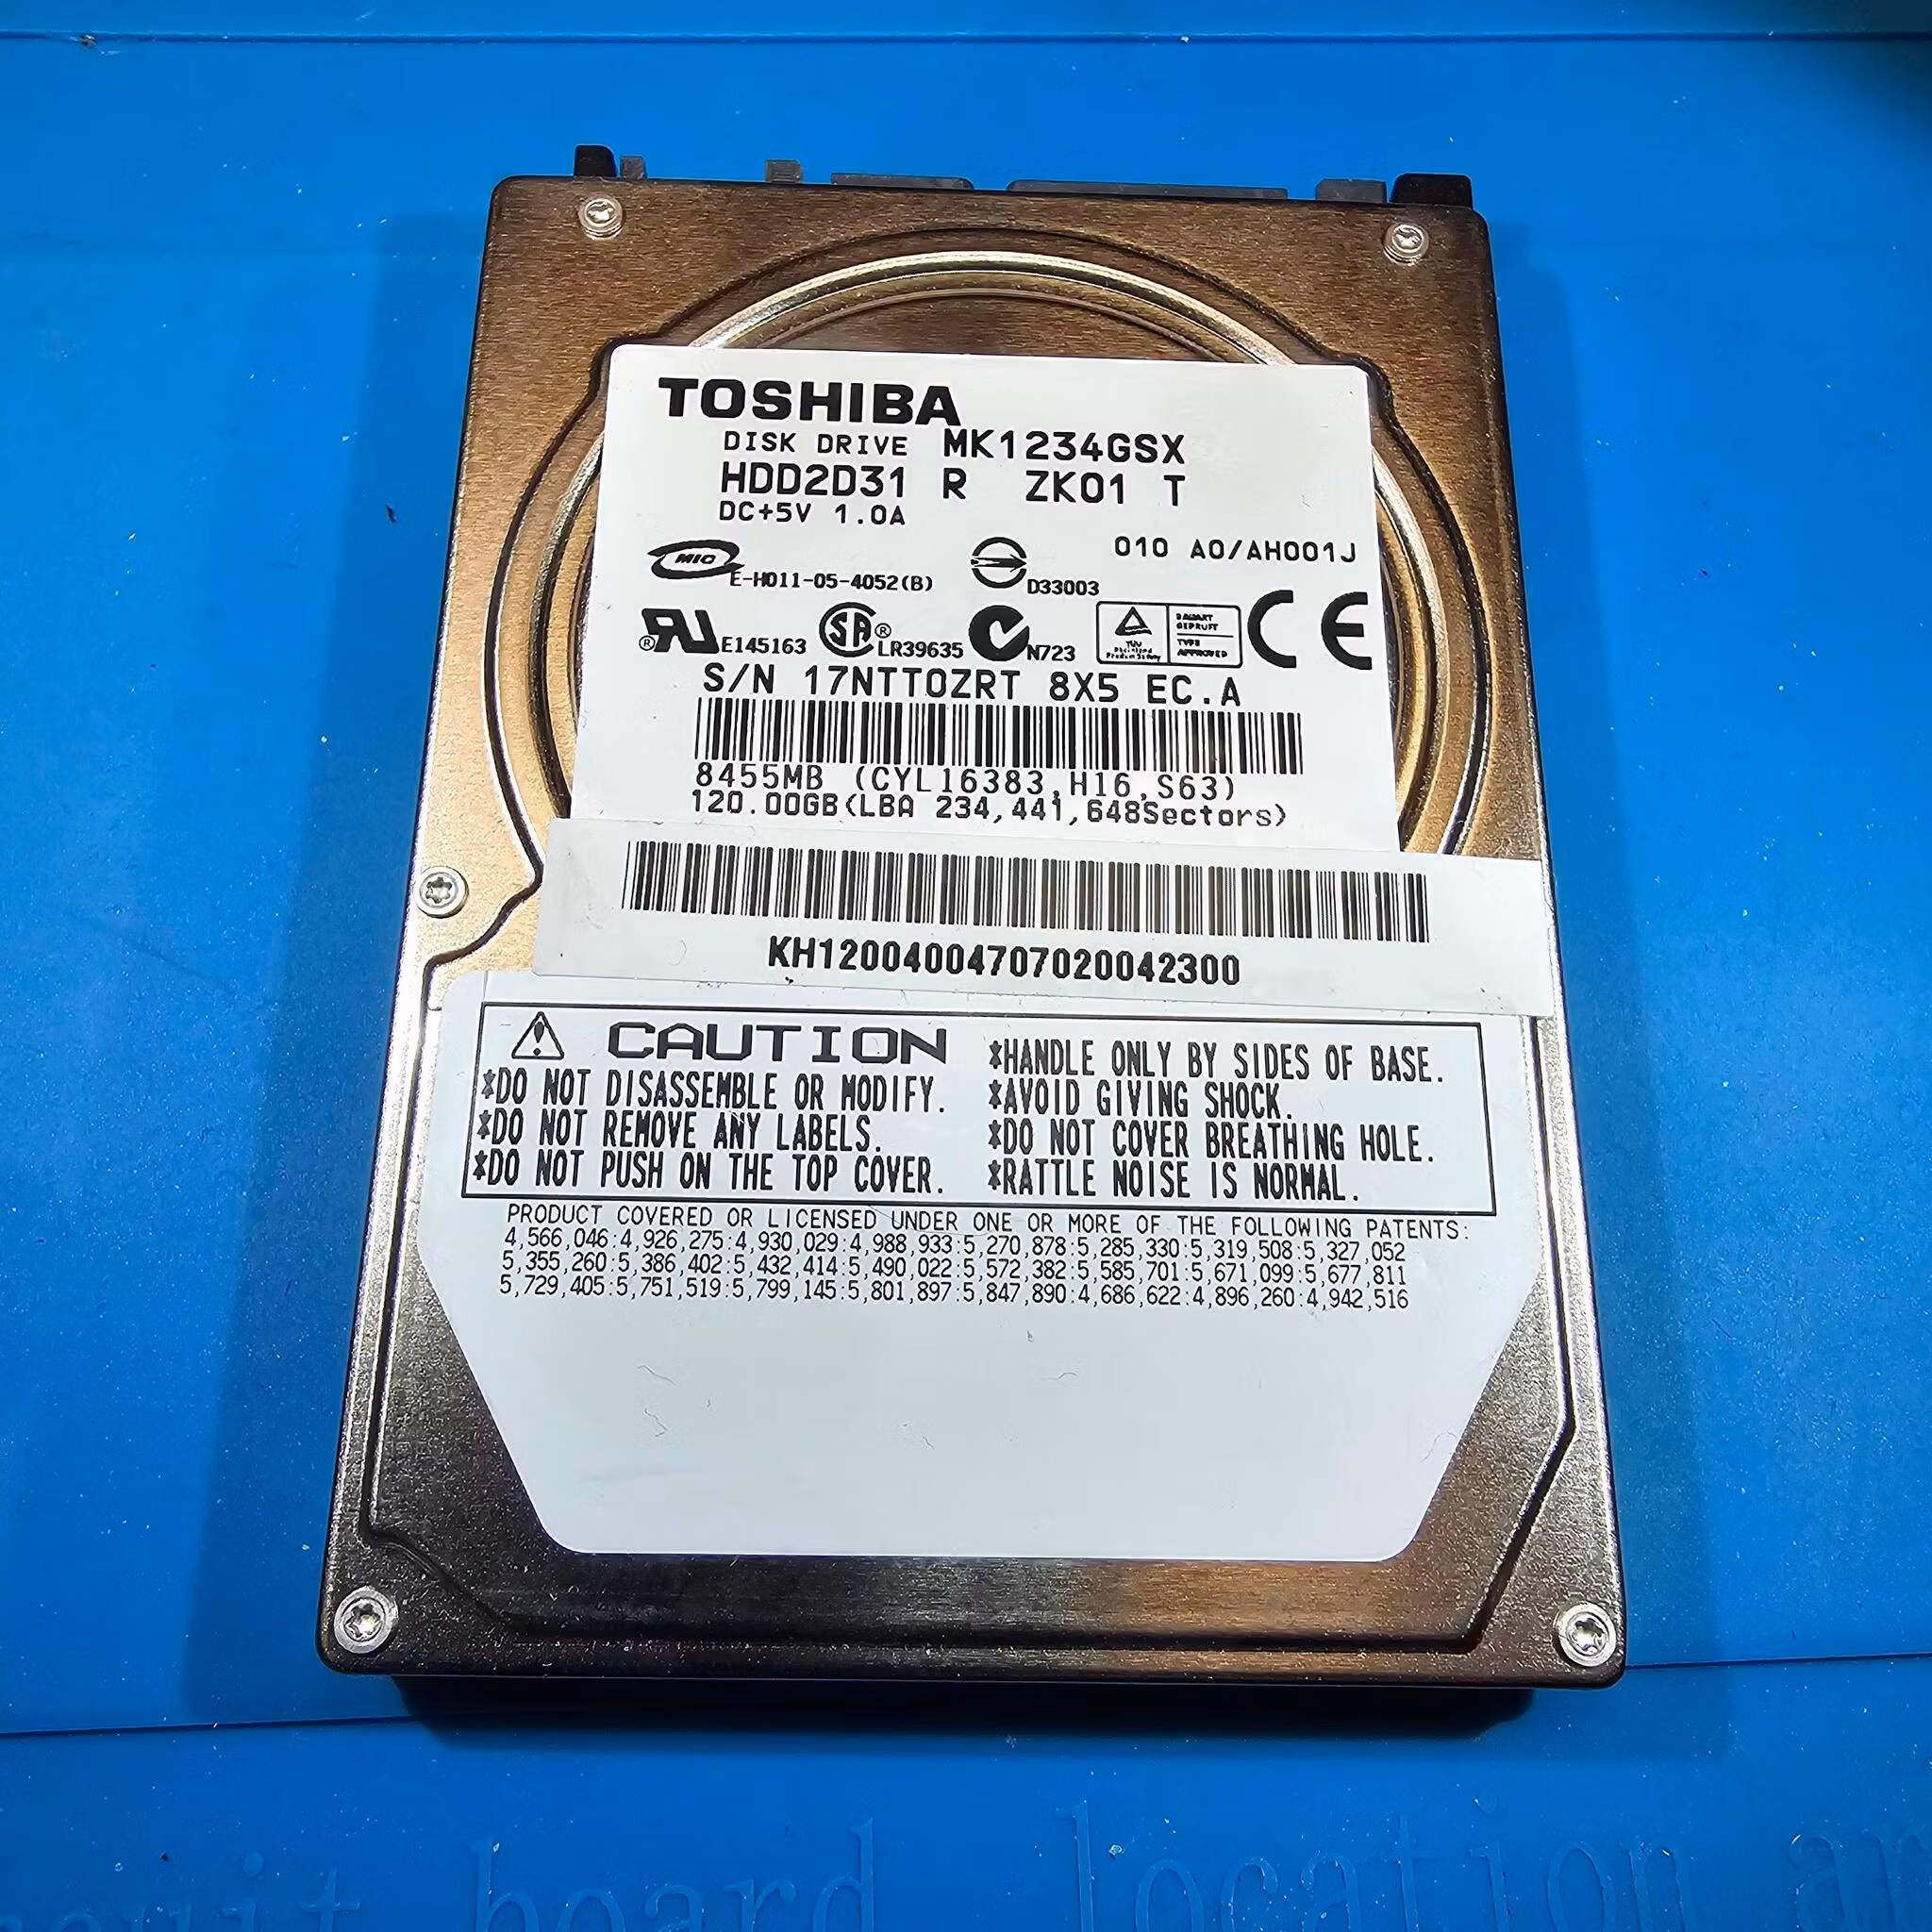 TOSHIBA
DISK DRIVE MK1234GSX
HDD2D31 R ZK01 T
DC+5V 1.0A
010 A0/AH001J
MIC E-H011-05-4052(B) D33003
E145163 LR39635 N723 CE
S/N 17NTT0ZRT 8X5 EC.A
8455MB (CYL16383,H16,S63)
120.00GB(LBA 234,441,648Sectors)
KH12004004707020042300
CAUTION
*DO NOT DISASSEMBLE OR MODIFY.
*DO NOT REMOVE ANY LABELS.
*DO NOT PUSH ON THE TOP COVER.
*HANDLE ONLY BY SIDES OF BASE.
*AVOID GIVING SHOCK.
*DO NOT COVER BREATHING HOLE.
*RATTLE NOISE IS NORMAL.
PRODUCT COVERED OR LICENSED UNDER ONE OR MORE OF THE FOLLOWING PATENTS:
4,566,046:4,926,275:4,930,029:4,988,933:5,270,878:5,285,330:5,319,508:5,327,052
5,355,260:5,386,402:5,432,414:5,490,022:5,572,382:5,585,701:5,671,099:5,677,811
5,729,405:5,751,519:5,799,145:5,801,897:5,847,890:4,686,622:4,896,260:4,942,516
board location